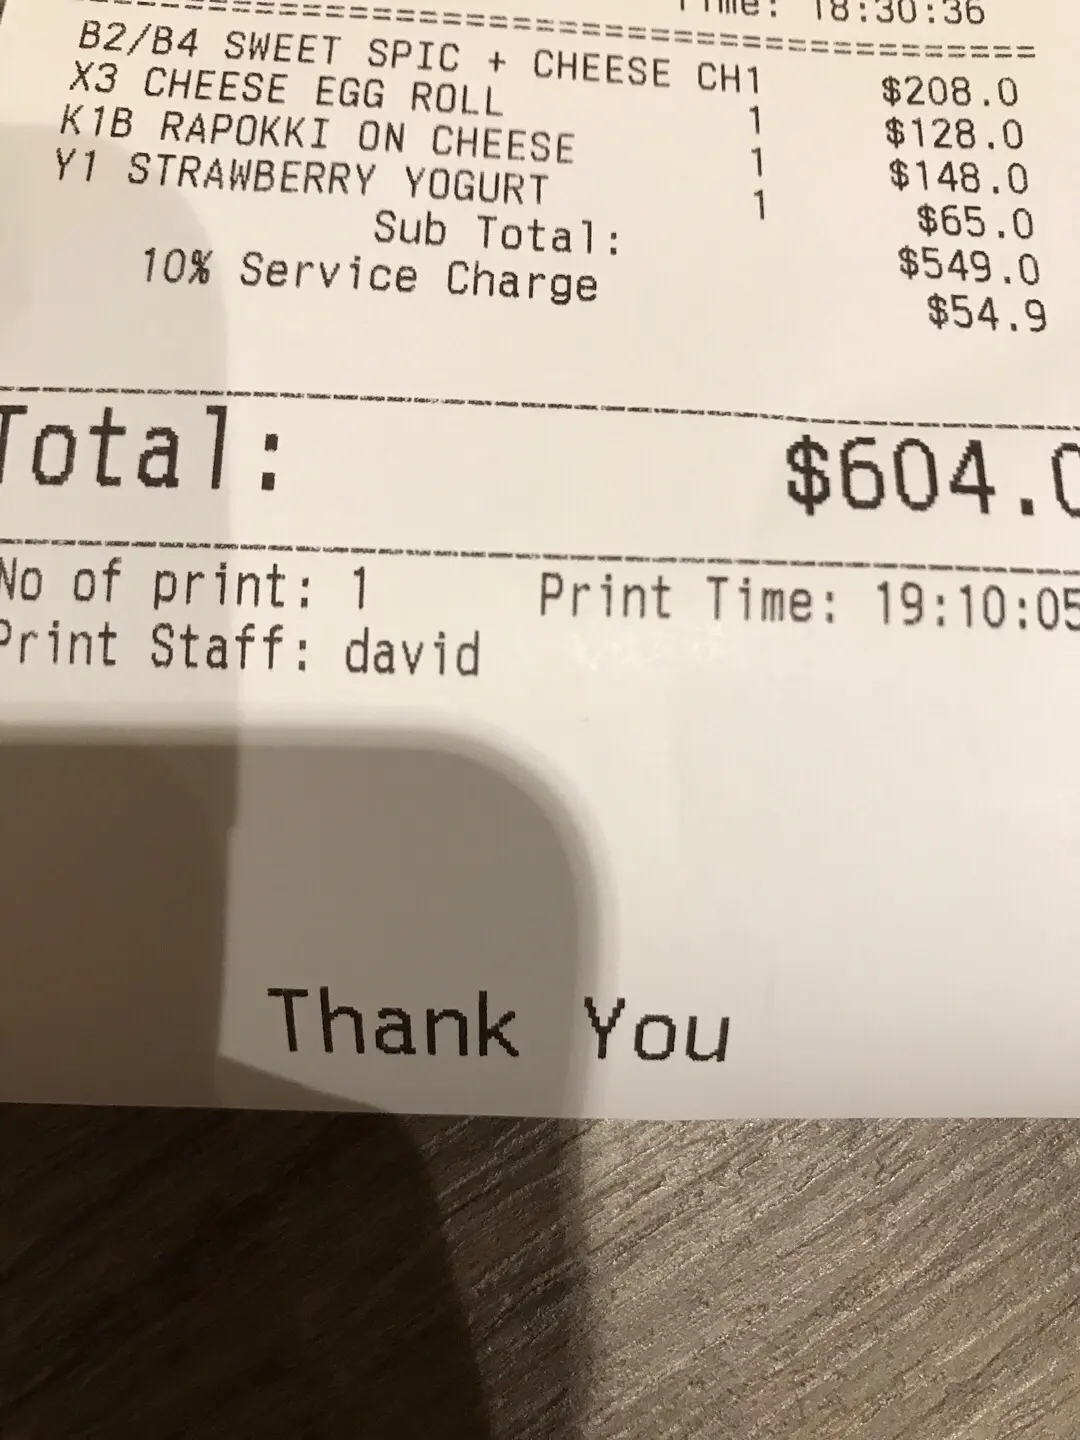 Time: 18:30:36
B2/B4 SWEET SPIC + CHEESE CH1 $208.0
X3 CHEESE EGG ROLL 1 $128.0
K1B RAPOKKI ON CHEESE 1 $148.0
Y1 STRAWBERRY YOGURT 1 $65.0
Sub Total: $549.0
10% Service Charge $54.9
Total: $604.0
No of print: 1 Print Time: 19:10:05
Print Staff: david
Thank You